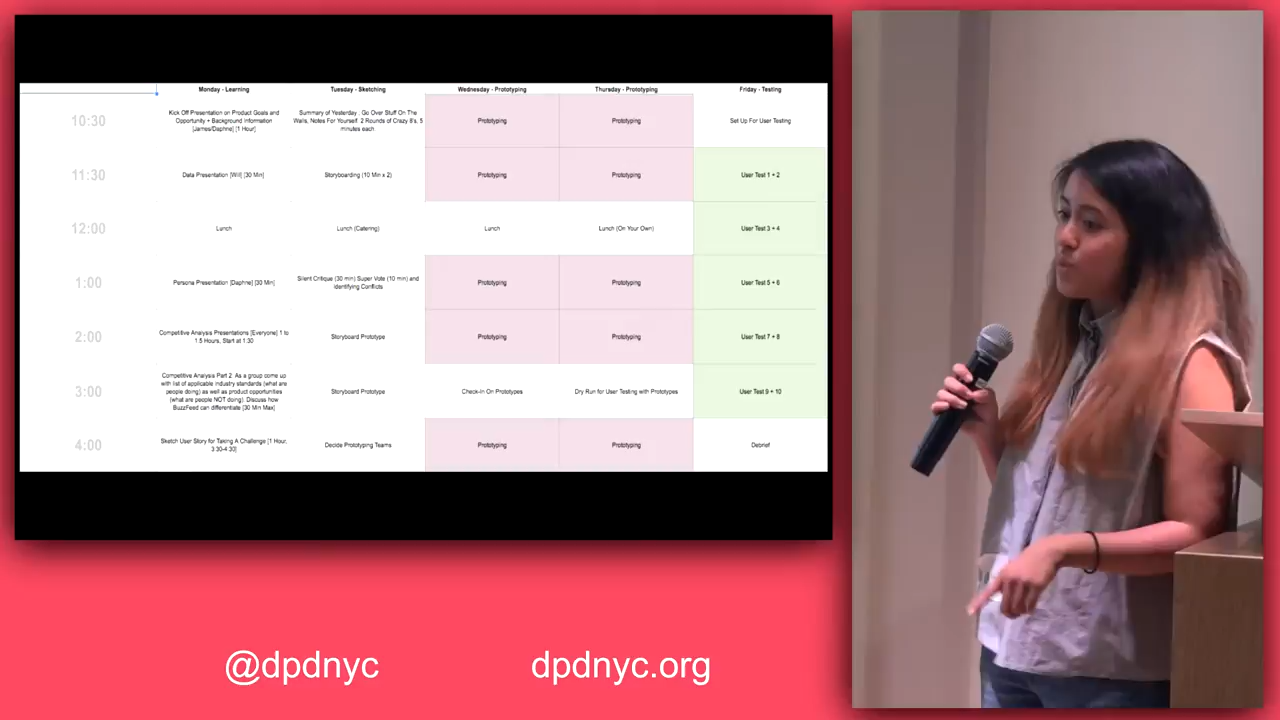 Monday - Learning
Tuesday - Sketching
Wednesday - Prototyping
Thursday - Prototyping
Friday - Testing
10:30
Kick Off Presentation on Product Goals and
Opportunity + Background Information
[James/Daphne] [1 Hour]
Summary of Yesterday , Go Over Stuff On The
Walls, Notes For Yourself. 2 Rounds of Crazy 8's, 5
minutes each
Prototyping
Prototyping
Set Up For User Testing
11:30
Data Presentation [Will] [30 Min]
Storyboarding (10 Min x 2)
Prototyping
Prototyping
User Test 1 + 2
12:00
Lunch
Lunch (Catering)
Lunch
Lunch (On Your Own)
User Test 3 + 4
1:00
Persona Presentation [Daphne] [30 Min]
Silent Critique (30 min) Super Vote (10 min) and
Identifying Conflicts
Prototyping
Prototyping
User Test 5 + 6
2:00
Competitive Analysis Presentations [Everyone] 1 to
1.5 Hours, Start at 1:30
Storyboard Prototype
Prototyping
Prototyping
User Test 7 + 8
3:00
Competitive Analysis Part 2. As a group come up
with list of applicable industry standards (what are
people doing) as well as product opportunities
(what are people NOT doing). Discuss how
BuzzFeed can differentiate [30 Min Max]
Storyboard Prototype
Check-In On Prototypes
Dry Run for User Testing with Prototypes
User Test 9 + 10
4:00
Sketch User Story for Taking A Challenge [1 Hour,
3:30-4:30]
Decide Prototyping Teams
Prototyping
Prototyping
Debrief
@dpdnyc
dpdnyc.org